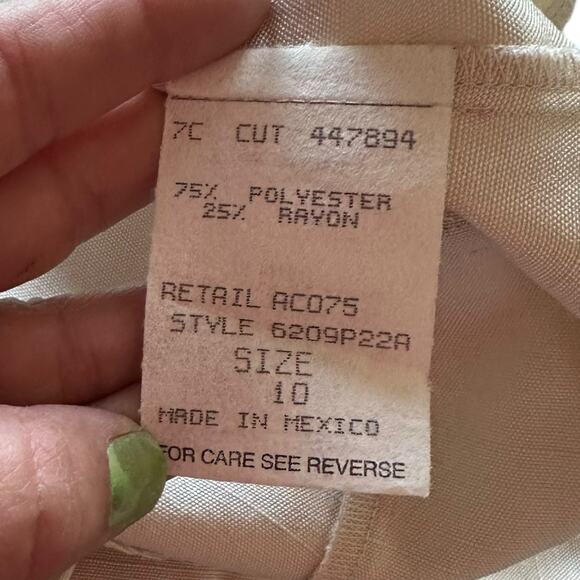 7C CUT 447894
75% POLYESTER
25% RAYON
RETAIL AC075
STYLE 6209P22A
SIZE
10
MADE IN MEXICO
FOR CARE SEE REVERSE